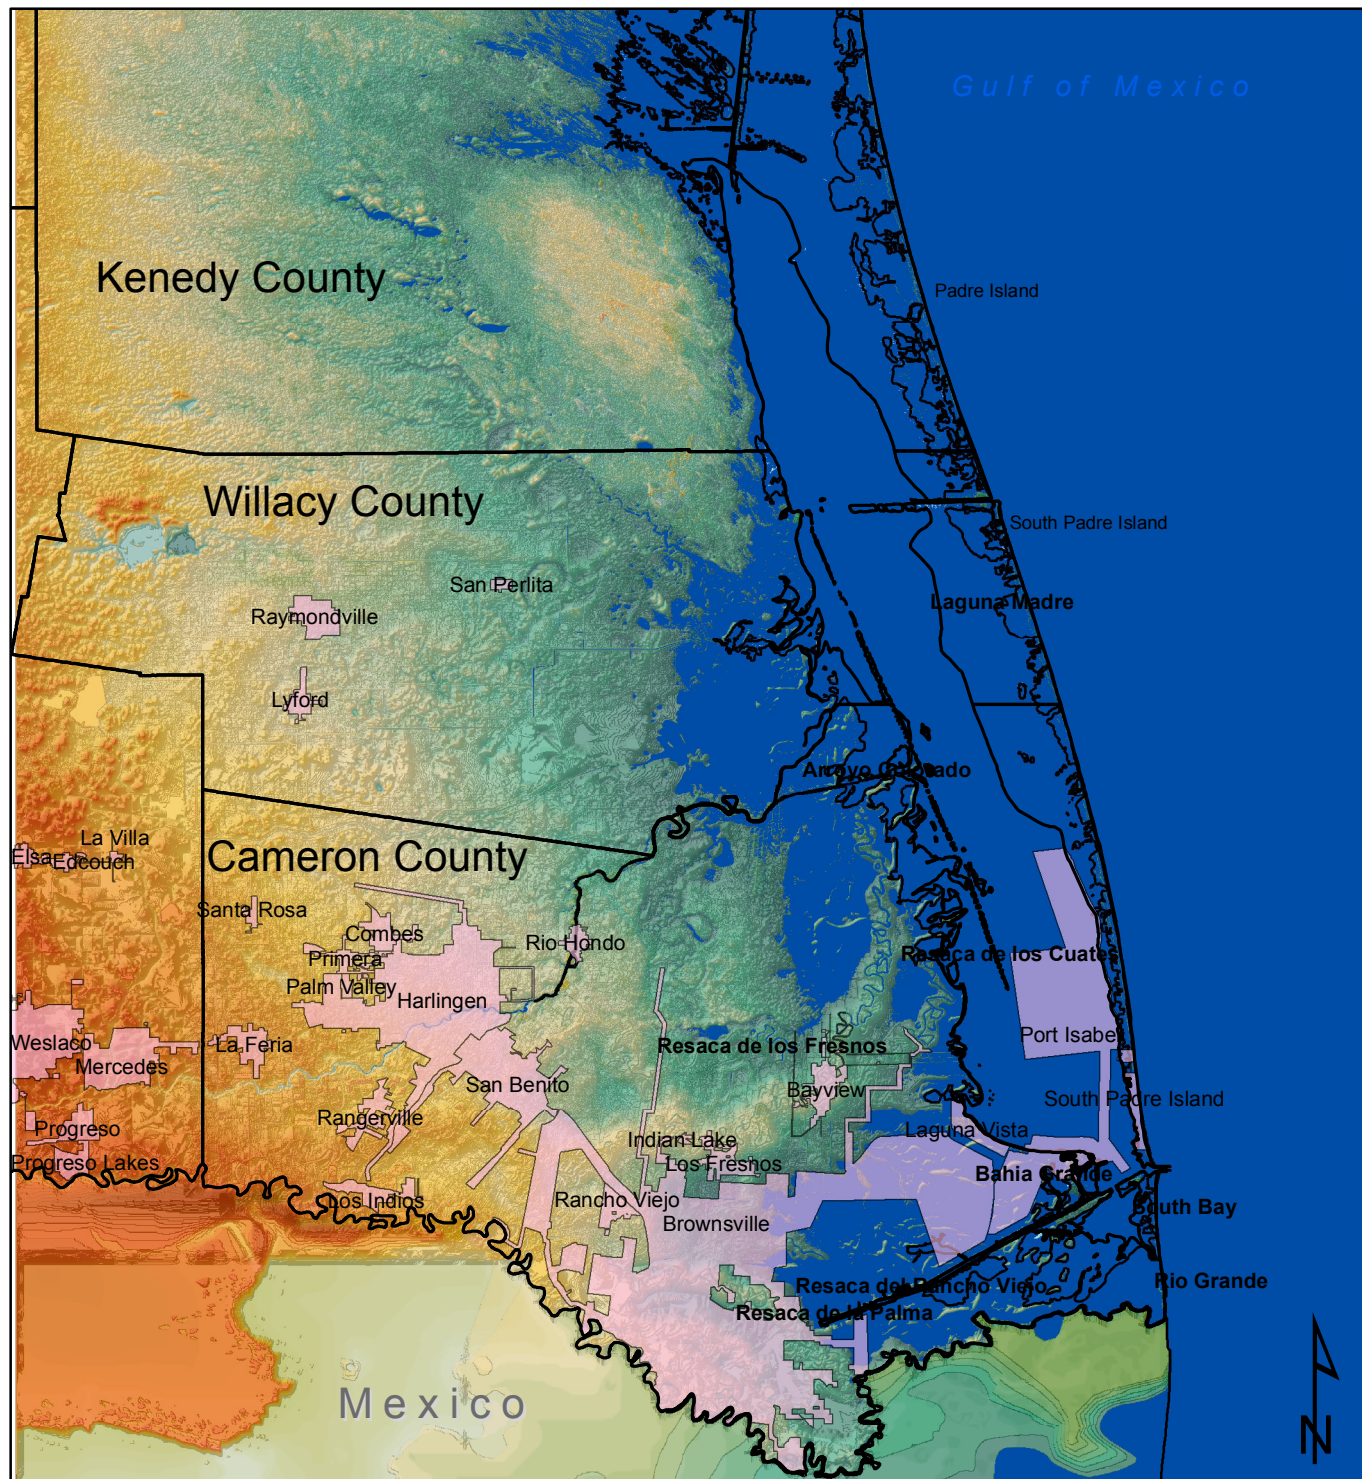 Gulf of Mexico
Kenedy County
Padre Island
Willacy County
South Padre Island
San Perlita
Laguna Madre
Raymondville
Lyford
Arroyo Colorado
La Villa
Elsa
Edcouch
Cameron County
Santa Rosa
Combes
Rio Hondo
Resaca de los Cuates
Primera
Palm Valley
Harlingen
Port Isabel
Weslaco
La Feria
Resaca de los Fresnos
Mercedes
San Benito
Bayview
South Padre Island
Rangerville
Progreso
Indian Lake
Laguna Vista
Progreso Lakes
Los Fresnos
Bahia Grande
Los Indios
Rancho Viejo
South Bay
Brownsville
Resaca del Rancho Viejo
Rio Grande
Resaca de la Palma
Mexico
N